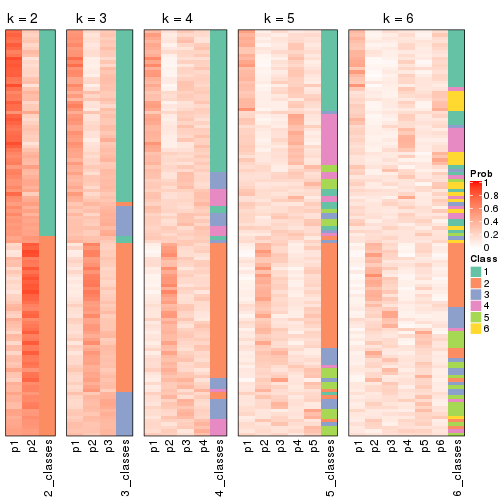 k = 2
k = 3
k = 4
k = 5
k = 6
Prob
1
0.8
0.6
0.4
0.2
0
Class
1
2
3
4
5
6
p1
p2
2_classes
p1
p2
p3
3_classes
p1
p2
p3
p4
4_classes
p1
p2
p3
p4
p5
5_classes
p1
p2
p3
p4
p5
p6
6_classes